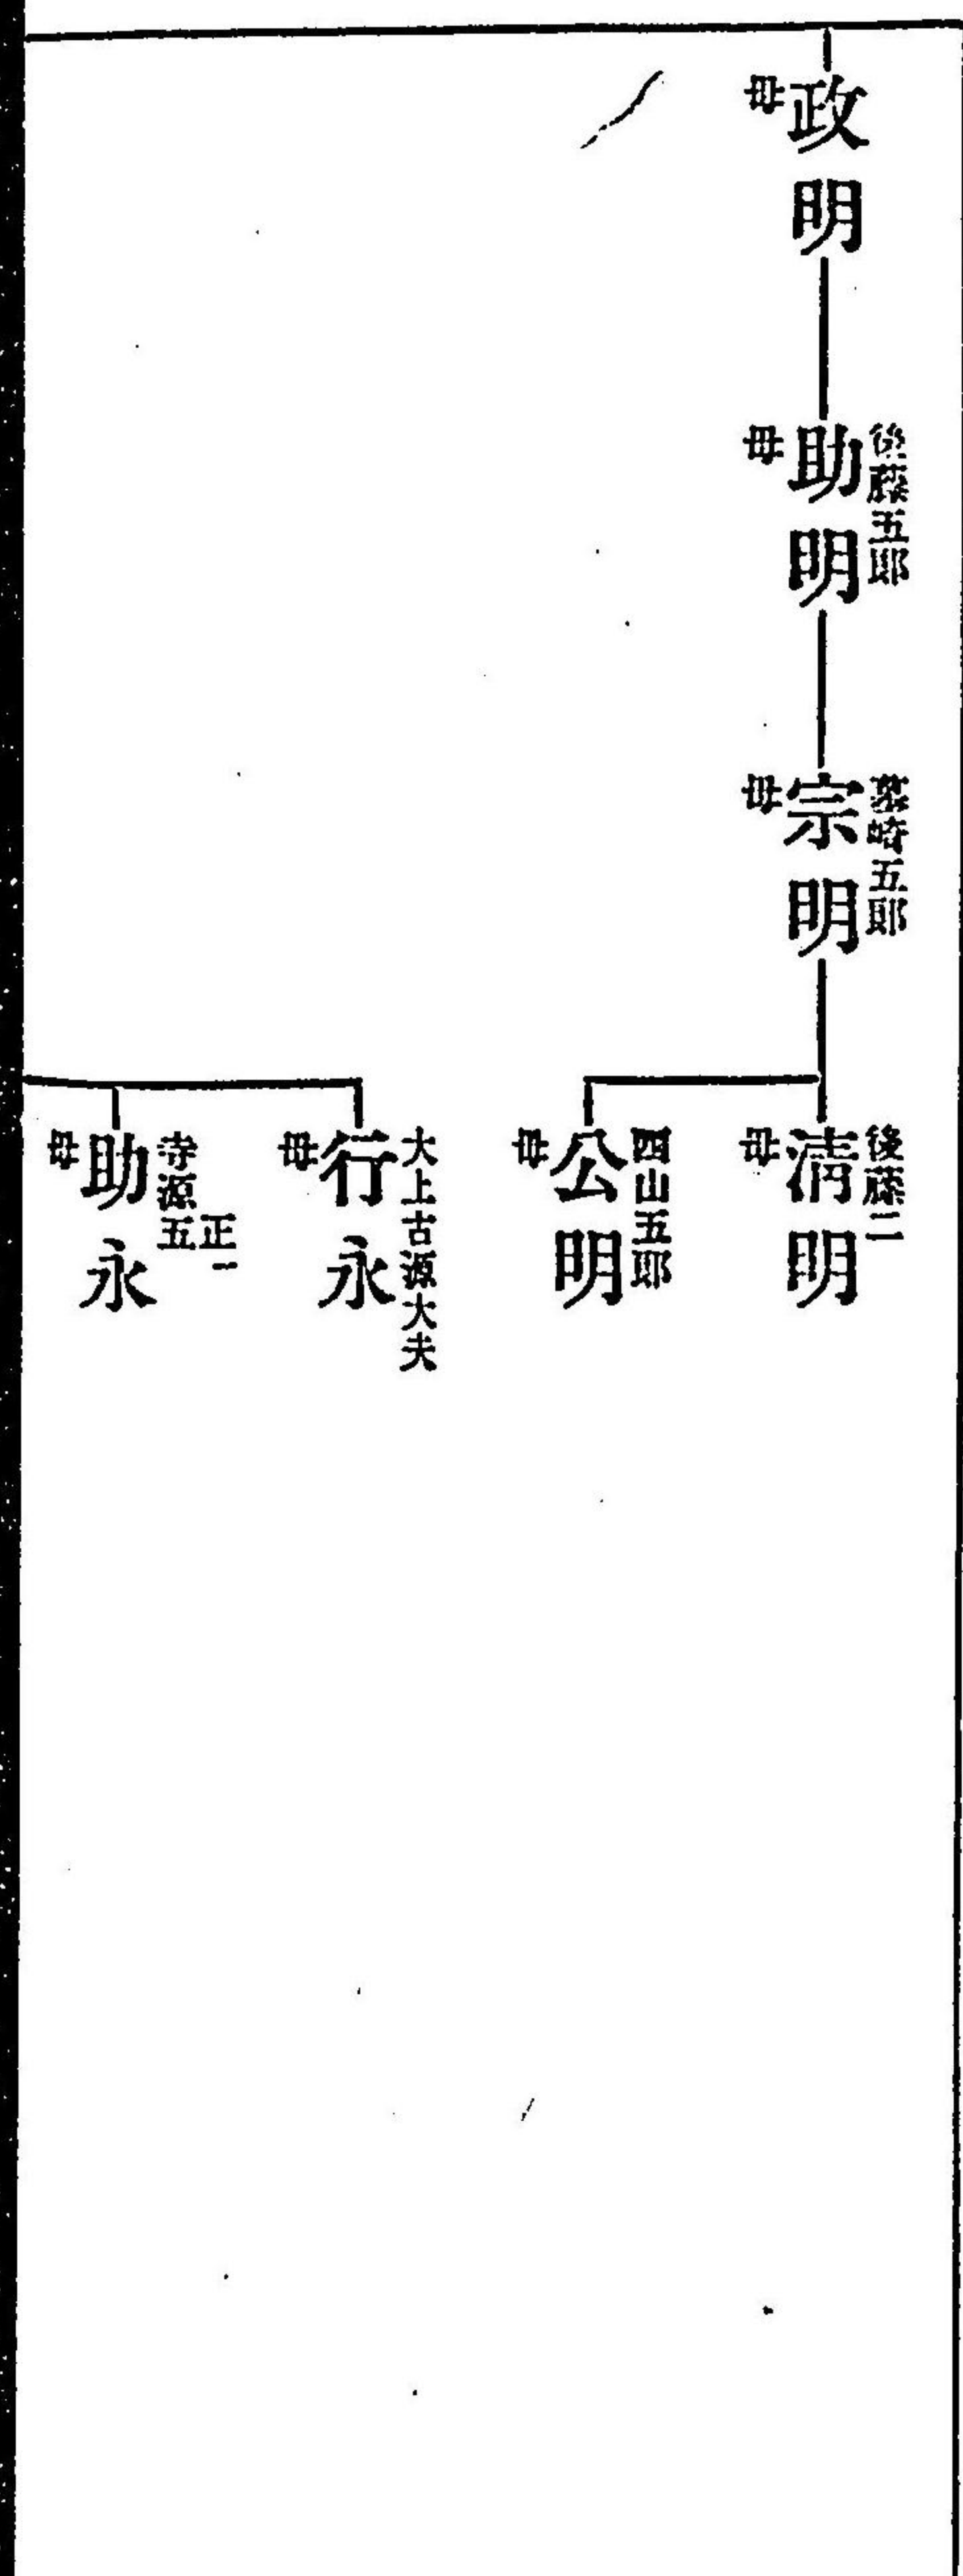 政明
母
後藤五郎
助明
母
墓崎五郎
宗明
母
後藤二
清明
母
四山五郎
公明
母
大上古源大夫
行永
母
正一
寺源五
助永
母